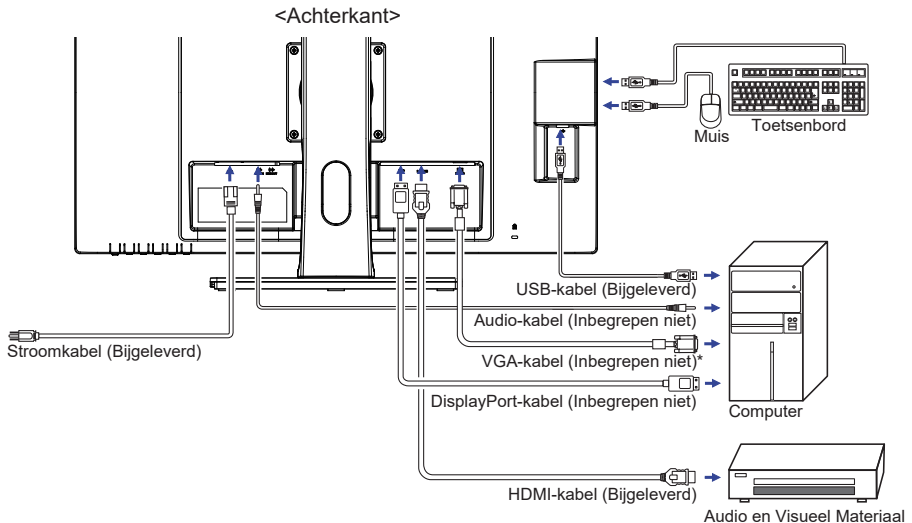 <Achterkant>
Muis
Toetsenbord
USB-kabel (Bijgeleverd)
Audio-kabel (Inbegrepen niet)
Stroomkabel (Bijgeleverd)
VGA-kabel (Inbegrepen niet)*
DisplayPort-kabel (Inbegrepen niet)
Computer
HDMI-kabel (Bijgeleverd)
Audio en Visueel Materiaal